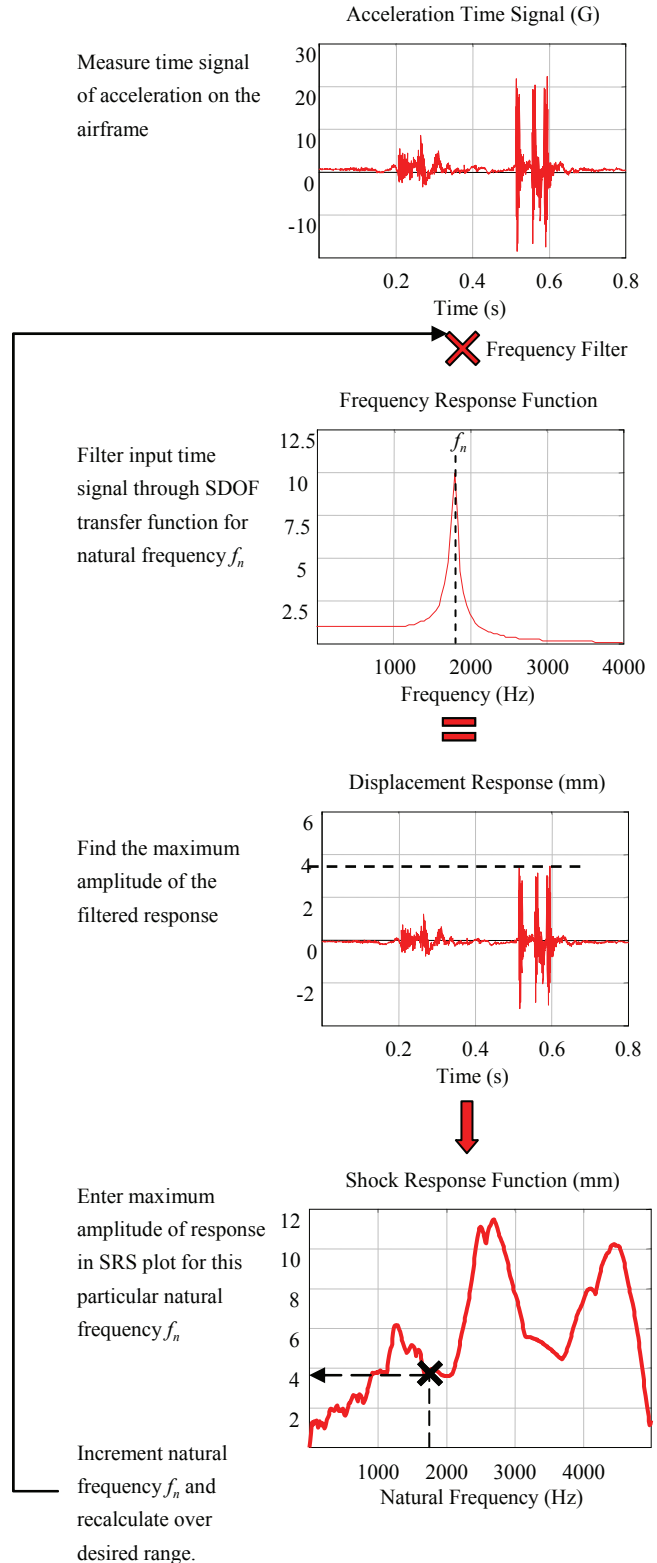 Acceleration Time Signal (G)
Measure time signal
of acceleration on the
airframe
30
20
10
0
-10
0.2 0.4 0.6 0.8
Time (s)
Frequency Filter
Frequency Response Function
Filter input time
signal through SDOF
transfer function for
natural frequency fn
12.5
10
7.5
5
2.5
fn
1000 2000 3000 4000
Frequency (Hz)
Displacement Response (mm)
Find the maximum
amplitude of the
filtered response
6
4
2
0
-2
0.2 0.4 0.6 0.8
Time (s)
Shock Response Function (mm)
Enter maximum
amplitude of response
in SRS plot for this
particular natural
frequency fn
12
10
8
6
4
2
1000 2000 3000 4000
Natural Frequency (Hz)
Increment natural
frequency fn and
recalculate over
desired range.